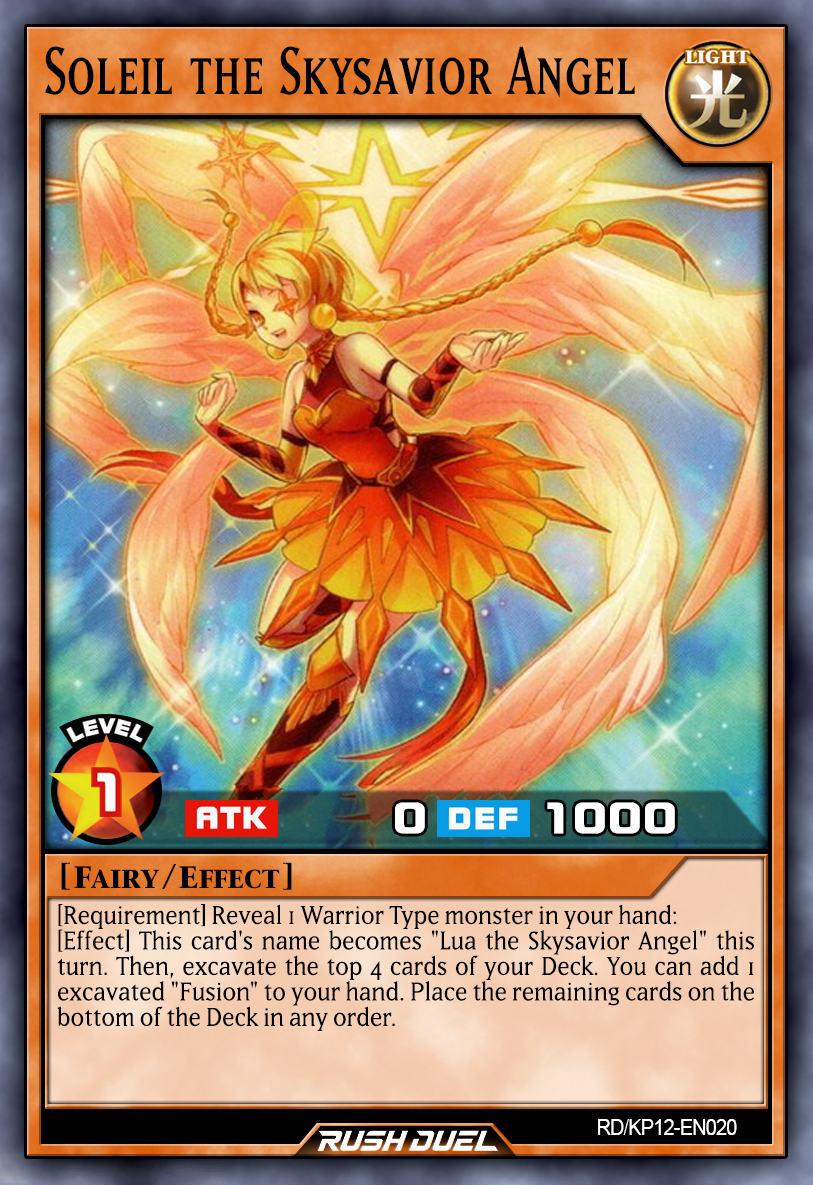 Soleil the Skysavior Angel
LIGHT
光
LEVEL
1
ATK 0 DEF 1000
[Fairy/Effect]
[Requirement] Reveal 1 Warrior Type monster in your hand:
[Effect] This card's name becomes "Lua the Skysavior Angel" this
turn. Then, excavate the top 4 cards of your Deck. You can add 1
excavated "Fusion" to your hand. Place the remaining cards on the
bottom of the Deck in any order.
RUSH DUEL
RD/KP12-EN020